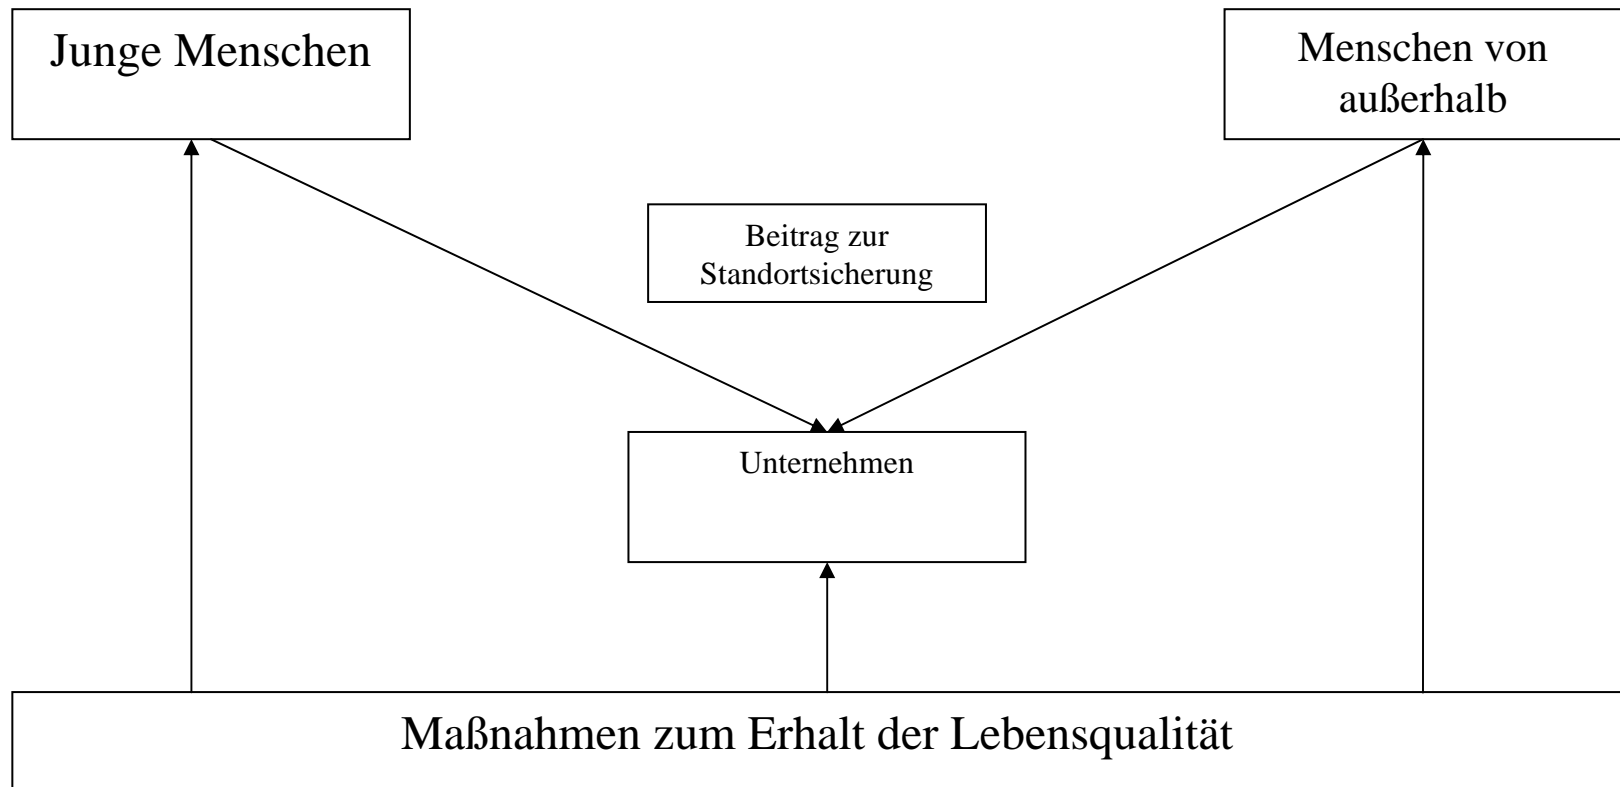 Junge Menschen
Menschen von
außerhalb
Beitrag zur
Standortsicherung
Unternehmen
Maßnahmen zum Erhalt der Lebensqualität